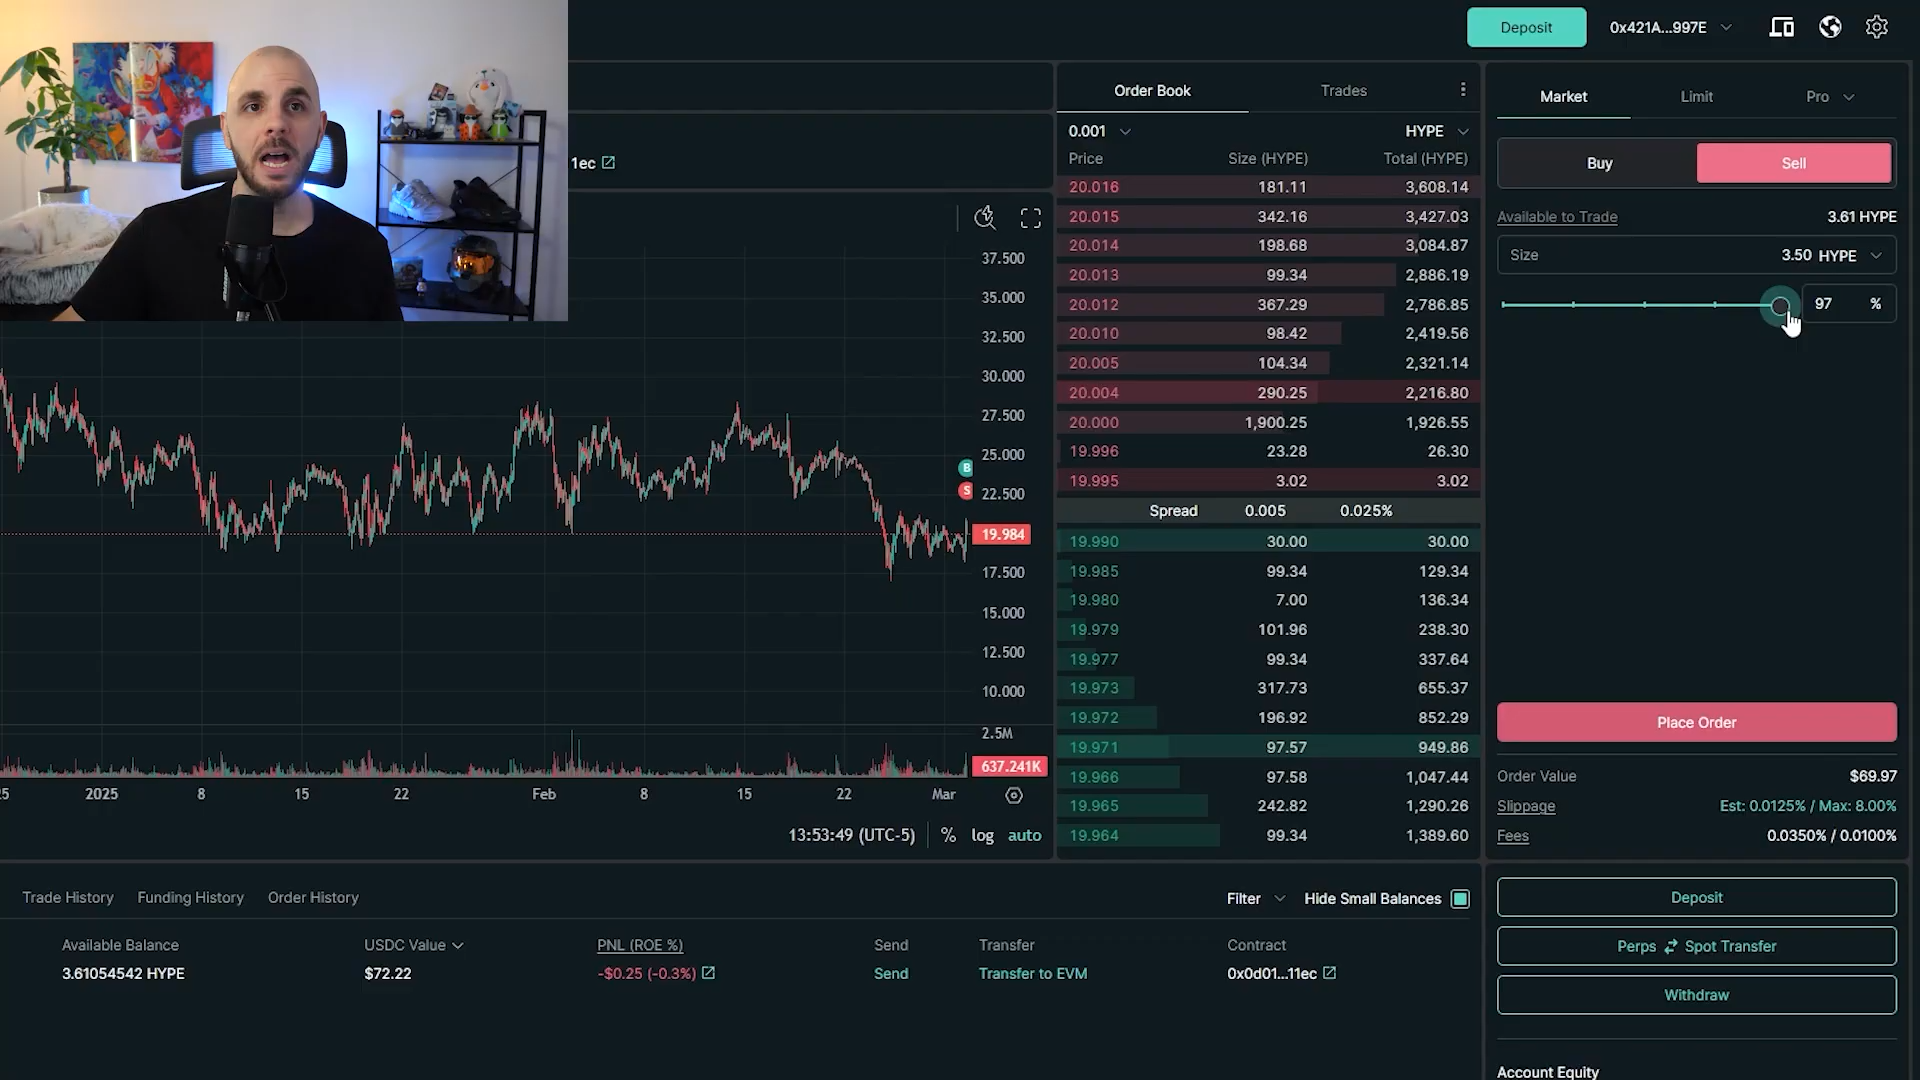 Deposit
0x421A...997E
1ec
Order Book
Trades
0.001
HYPE
Price
Size (HYPE)
Total (HYPE)
20.016 181.11 3,608.14
20.015 342.16 3,427.03
20.014 198.68 3,084.87
20.013 99.34 2,886.19
20.012 367.29 2,786.85
20.010 98.42 2,419.56
20.005 104.34 2,321.14
20.004 290.25 2,216.80
20.000 1,900.25 1,926.55
19.996 23.28 26.30
19.995 3.02 3.02
Spread 0.005 0.025%
19.990 30.00 30.00
19.985 99.34 129.34
19.980 7.00 136.34
19.979 101.96 238.30
19.977 99.34 337.64
19.973 317.73 655.37
19.972 196.92 852.29
19.971 97.57 949.86
19.966 97.58 1,047.44
19.965 242.82 1,290.26
19.964 99.34 1,389.60
Market
Limit
Pro
Buy
Sell
Available to Trade
3.61 HYPE
Size
3.50 HYPE
97 %
Place Order
Order Value
$69.97
Slippage
Est: 0.0125% / Max: 8.00%
Fees
0.0350% / 0.0100%
37.500
35.000
32.500
30.000
27.500
25.000
B
S
22.500
19.984
17.500
15.000
12.500
10.000
2.5M
637.241K
5 2025 8 15 22 Feb 8 15 22 Mar
13:53:49 (UTC-5)
%
log
auto
Trade History
Funding History
Order History
Filter
Hide Small Balances
Available Balance
USDC Value
PNL (ROE %)
Send
Transfer
Contract
3.61054542 HYPE
$72.22
-$0.25 (-0.3%)
Send
Transfer to EVM
0x0d01...11ec
Deposit
Perps Spot Transfer
Withdraw
Account Equity